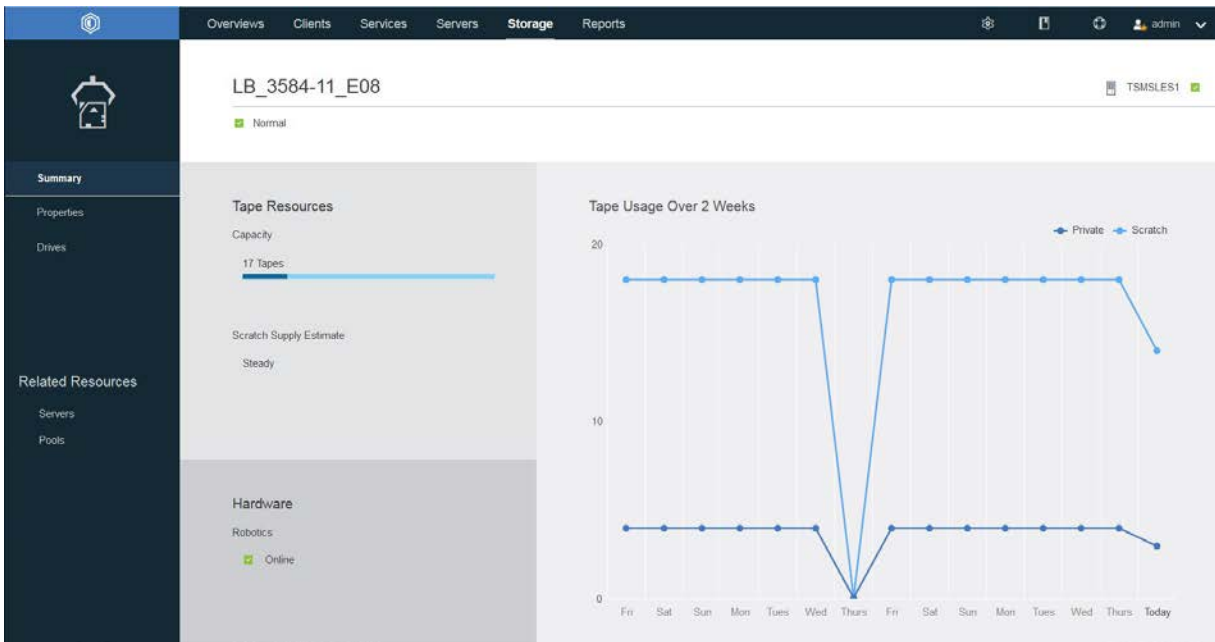 Overviews Clients Services Servers Storage Reports admin
LB_3584-11_E08 TSMSLES1
Normal
Summary
Properties
Drives
Related Resources
Servers
Pools
Tape Resources
Capacity
17 Tapes
Scratch Supply Estimate
Steady
Hardware
Robotics
Online
Tape Usage Over 2 Weeks
Private Scratch
20
10
0
Fri Sat Sun Mon Tues Wed Thurs Fri Sat Sun Mon Tues Wed Thurs Today